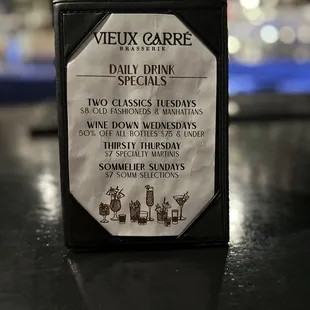 VIEUX CARRÉ
BRASSERIE
DAILY DRINK
SPECIALS
TWO CLASSICS TUESDAYS
$8 OLD FASHIONEDS & MANHATTANS
WINE DOWN WEDNESDAYS
50% OFF ALL BOTTLES $75 & UNDER
THIRSTY THURSDAY
$7 SPECIALTY MARTINIS
SOMMELIER SUNDAYS
$7 SOMM SELECTIONS